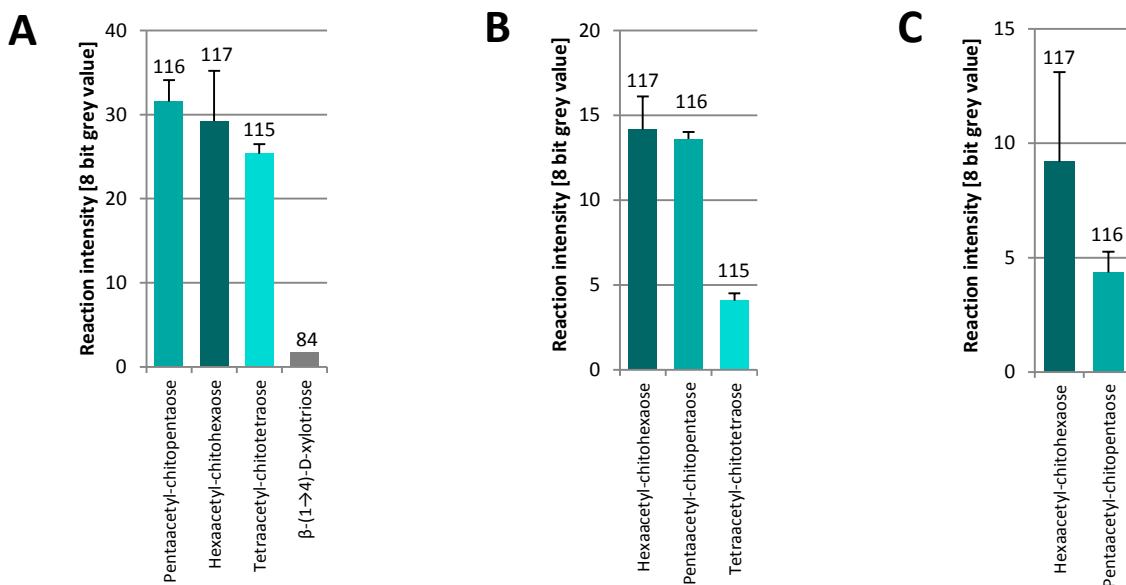 A
Reaction intensity [8 bit grey value]
40
30
20
10
0
116
117
115
84
Pentaacetyl-chitopentaose
Hexaacetyl-chitohexaose
Tetraacetyl-chitotetraose
β-(1→4)-D-xylotriose
B
Reaction intensity [8 bit grey value]
20
15
10
5
0
117
116
115
Hexaacetyl-chitohexaose
Pentaacetyl-chitopentaose
Tetraacetyl-chitotetraose
C
Reaction intensity [8 bit grey value]
15
10
5
0
117
116
Hexaacetyl-chitohexaose
Pentaacetyl-chitopentaose